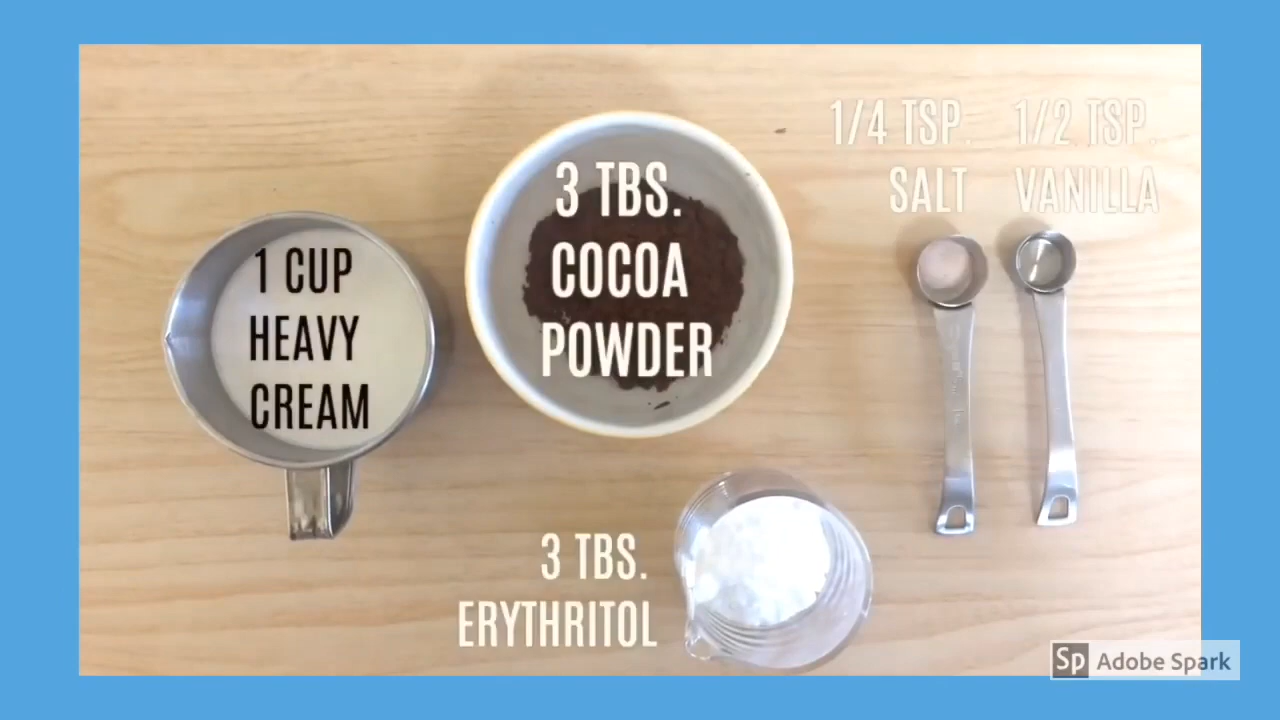 1 CUP
HEAVY
CREAM
3 TBS.
COCOA
POWDER
1/4 TSP.
SALT
1/2 TSP.
VANILLA
3 TBS.
ERYTHRITOL
Sp Adobe Spark